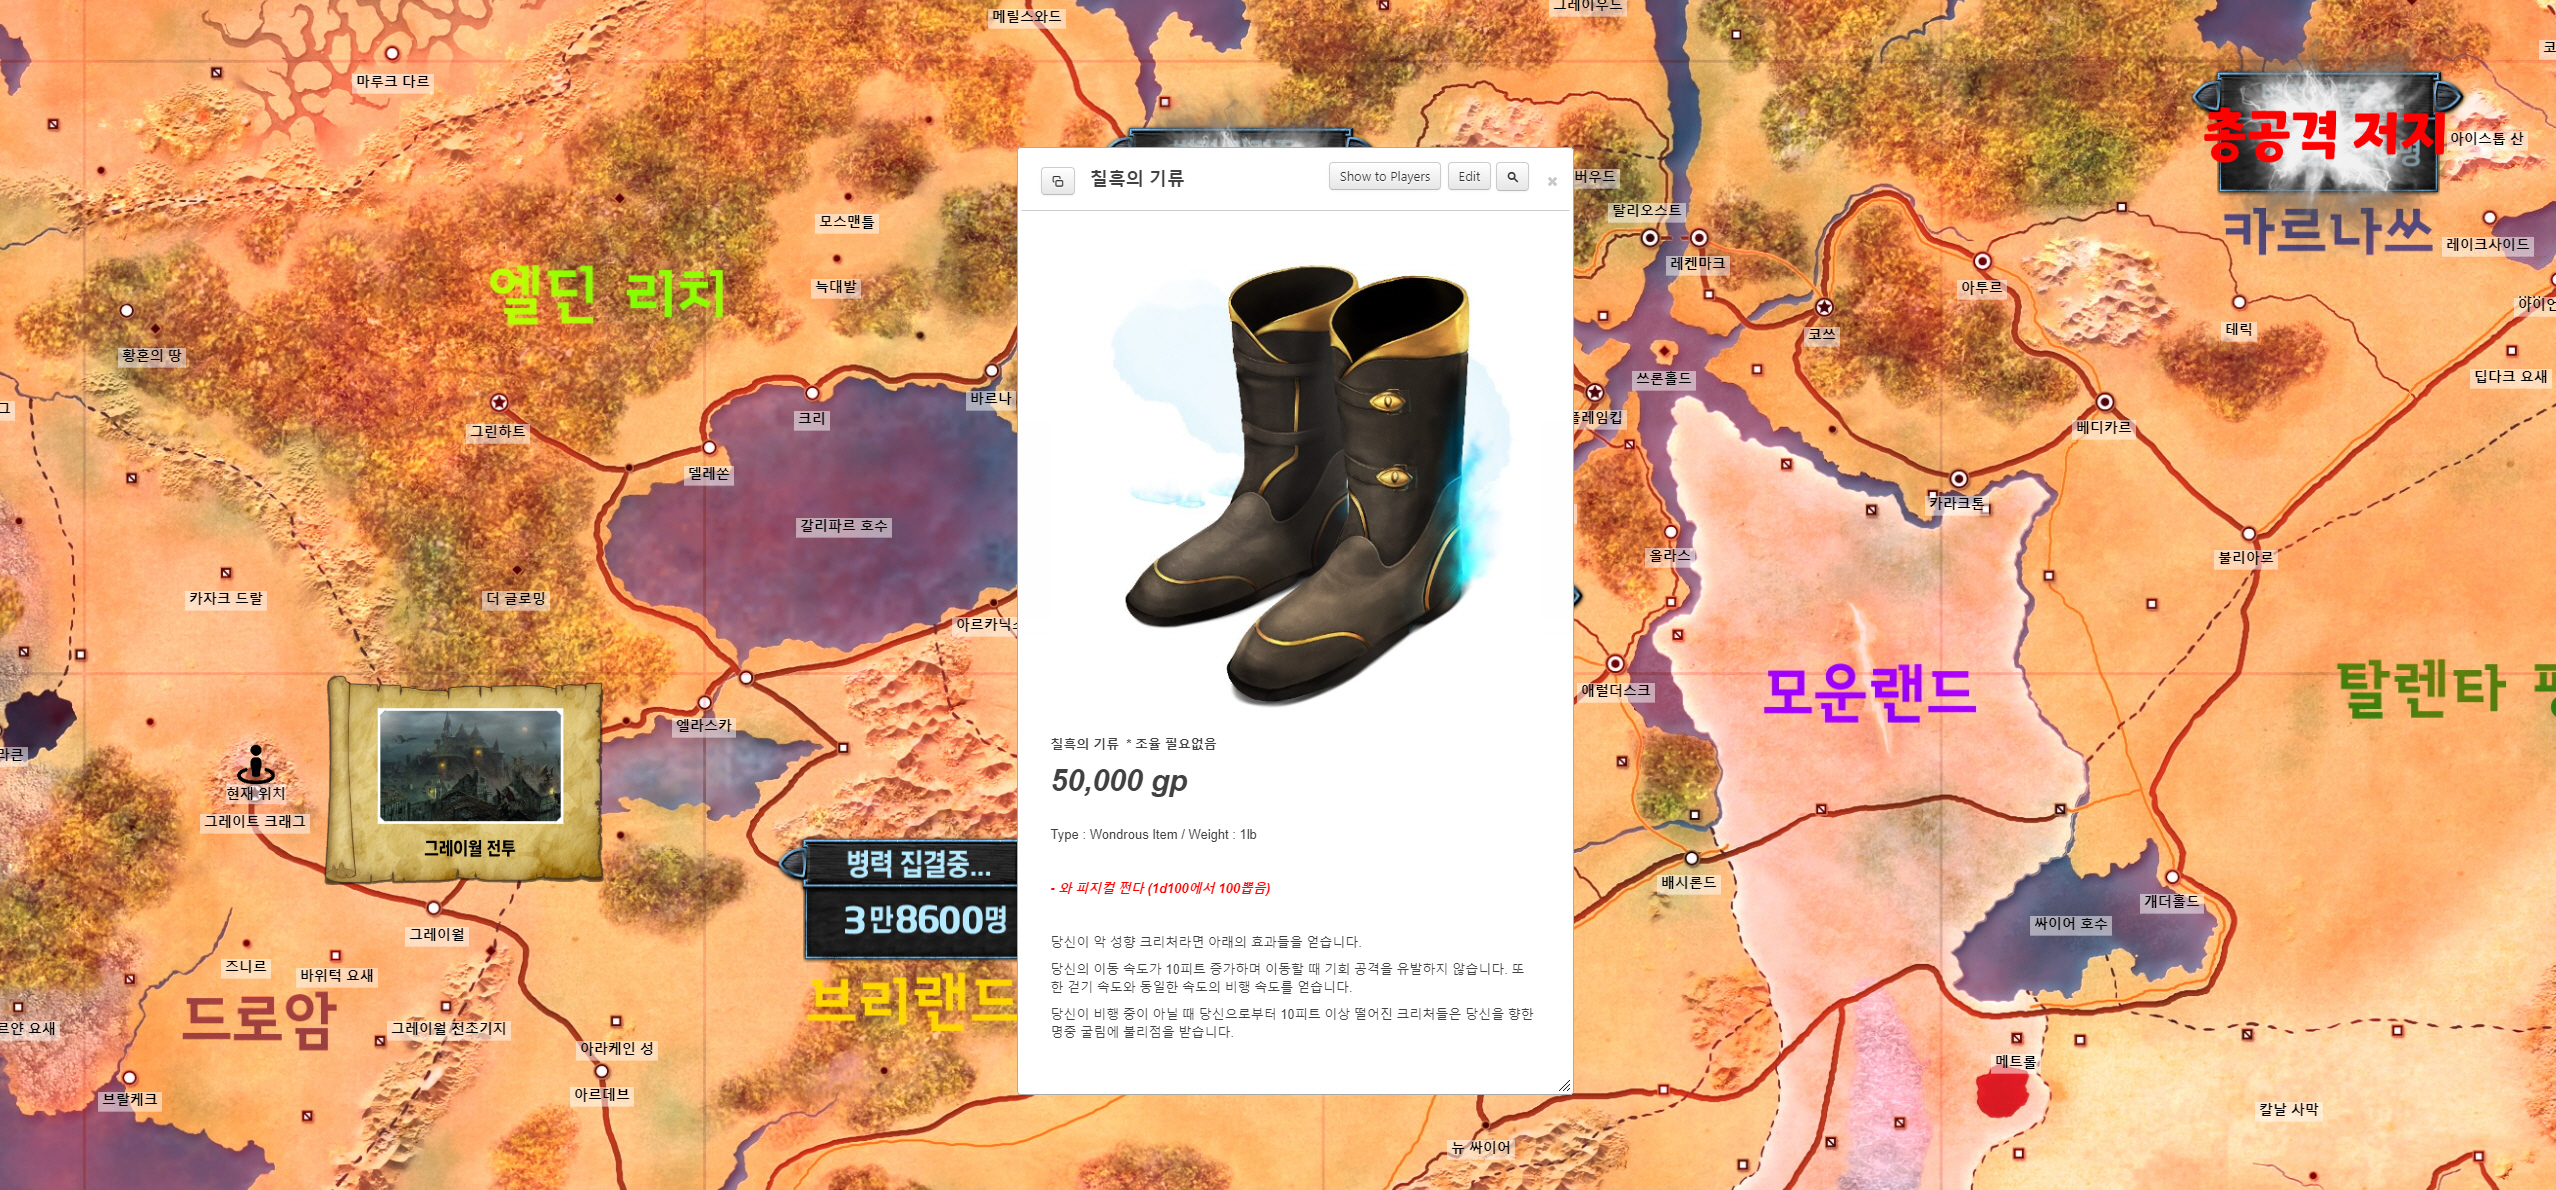 메릴스와드
그레이우드
마루크 다르
총공격 저지
명
아이스톱 산
카르나쓰
레이크사이드
버우드
탈리오스트
레켄마크
모스맨틀
늑대발
엘딘 리치
아투르
테릭
코쓰
황혼의 땅
쓰론홀드
딥다크 요새
바르나
크리
플레임킵
그린하트
베디카르
델레쏜
갈리파르 호수
카라크톤
올라스
불리아르
카자크 드랄
더 글로밍
아르카닉
애럴더스크
모운랜드
탈렌타
엘라스카
현재 위치
그레이트 크래그
그레이월 전투
병력 집결중...
3만8600명
배시론드
개더홀드
싸이어 호수
그레이월
즈니르
바위턱 요새
르얀 요새
드로암
그레이월 전초기지
브리랜드
아라케인 성
아르데브
브랄케크
메트롤
칼날 사막
뉴 싸이어
칠흑의 기류
Show to Players
Edit
칠흑의 기류 * 조율 필요없음
50,000 gp
Type : Wondrous Item / Weight : 1lb
- 와 피지컬 쩐다 (1d100에서 100뽑음)
당신이 악 성향 크리처라면 아래의 효과들을 얻습니다.
당신의 이동 속도가 10피트 증가하며 이동할 때 기회 공격을 유발하지 않습니다. 또
한 걷기 속도와 동일한 속도의 비행 속도를 얻습니다.
당신이 비행 중이 아닐 때 당신으로부터 10피트 이상 떨어진 크리처들은 당신을 향한
명중 굴림에 불리점을 받습니다.